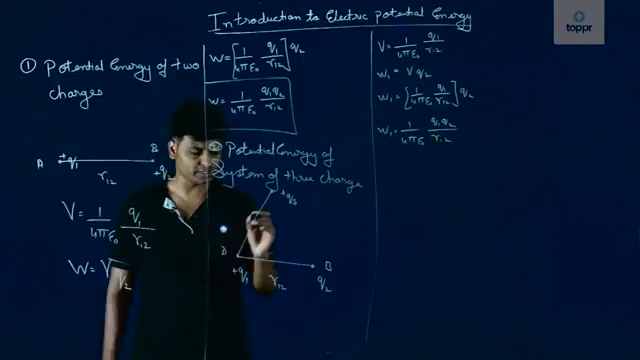 Introduction to Electric Potential Energy
toppr
① Potential Energy of two
charges
A +q₁ r₁₂ B +q₂
V = 1/4πε₀ q₁/r₁₂
W = V
q₂
W = [1/4πε₀ q₁/r₁₂] q₂
W = 1/4πε₀ q₁q₂/r₁₂
② Potential Energy of
System of three charge
+q₃
+q₁ r₁₂ B q₂
V = 1/4πε₀ q₁/r₁₂
W₁ = V q₂
W₁ = [1/4πε₀ q₁/r₁₂] q₂
W₁ = 1/4πε₀ q₁q₂/r₁₂